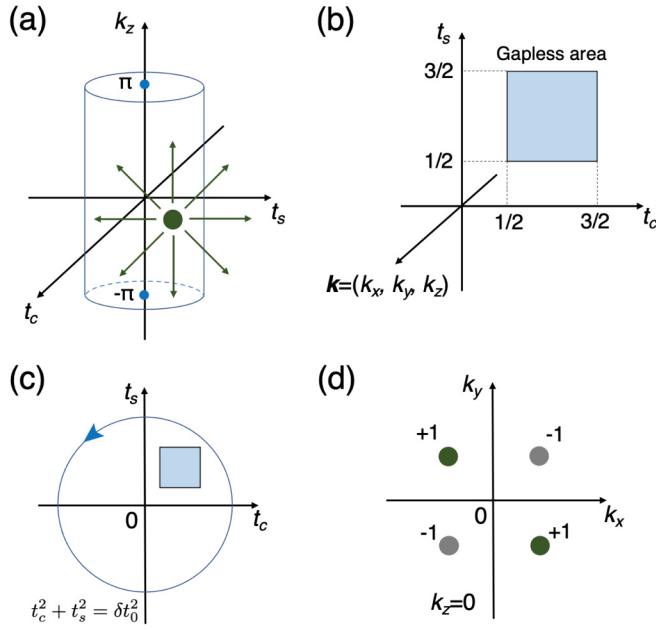 (a)
k_z
π
t_s
-π
t_c
(b)
t_s
Gapless area
3/2
1/2
1/2 3/2 t_c
k=(k_x, k_y, k_z)
(c)
t_s
0 t_c
t_c^2 + t_s^2 = δt_0^2
(d)
k_y
+1 -1
0 k_x
-1 +1
k_z=0